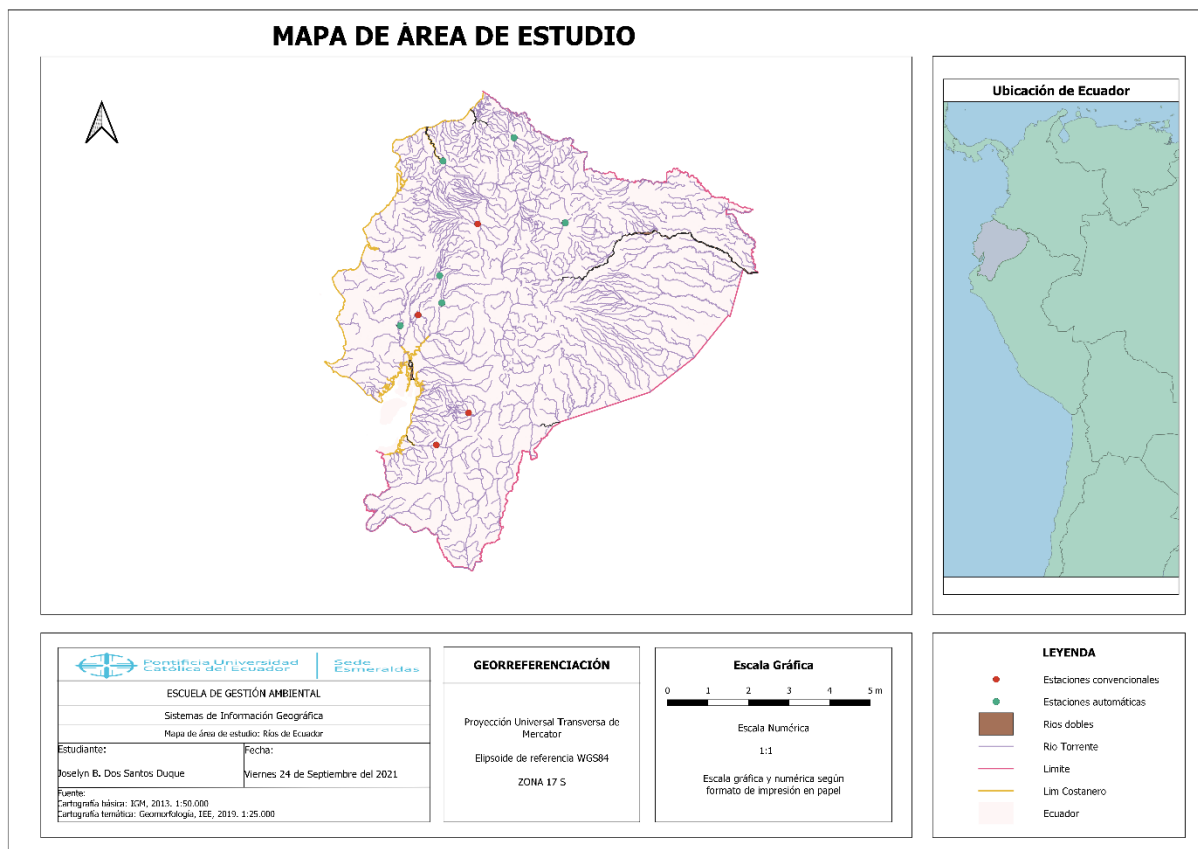 MAPA DE ÁREA DE ESTUDIO
Ubicación de Ecuador
Pontificia Universidad
Católica del Ecuador
Sede
Esmeraldas
ESCUELA DE GESTIÓN AMBIENTAL
Sistemas de Información Geográfica
Mapa de área de estudio: Ríos de Ecuador
Estudiante:
Joselyn B. Dos Santos Duque
Fecha:
Viernes 24 de Septiembre del 2021
Fuente:
Cartografía básica: IGM, 2013. 1:50.000
Cartografía temática: Geomorfología, IEE, 2019. 1:25.000
GEORREFERENCIACIÓN
Proyección Universal Transversa de
Mercator
Elipsoide de referencia WGS84
ZONA 17 S
Escala Gráfica
0 1 2 3 4 5 m
Escala Numérica
1:1
Escala gráfica y numérica según
formato de impresión en papel
LEYENDA
Estaciones convencionales
Estaciones automáticas
Rios dobles
Rio Torrente
Limite
Lim Costanero
Ecuador